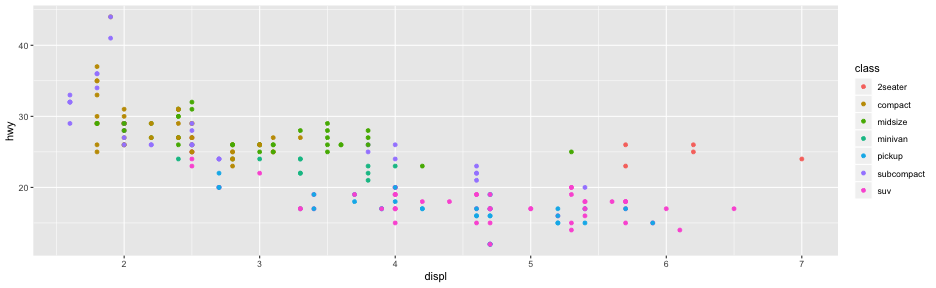 hwy
40
30
20
2 3 4 5 6 7
displ
class
2seater
compact
midsize
minivan
pickup
subcompact
suv